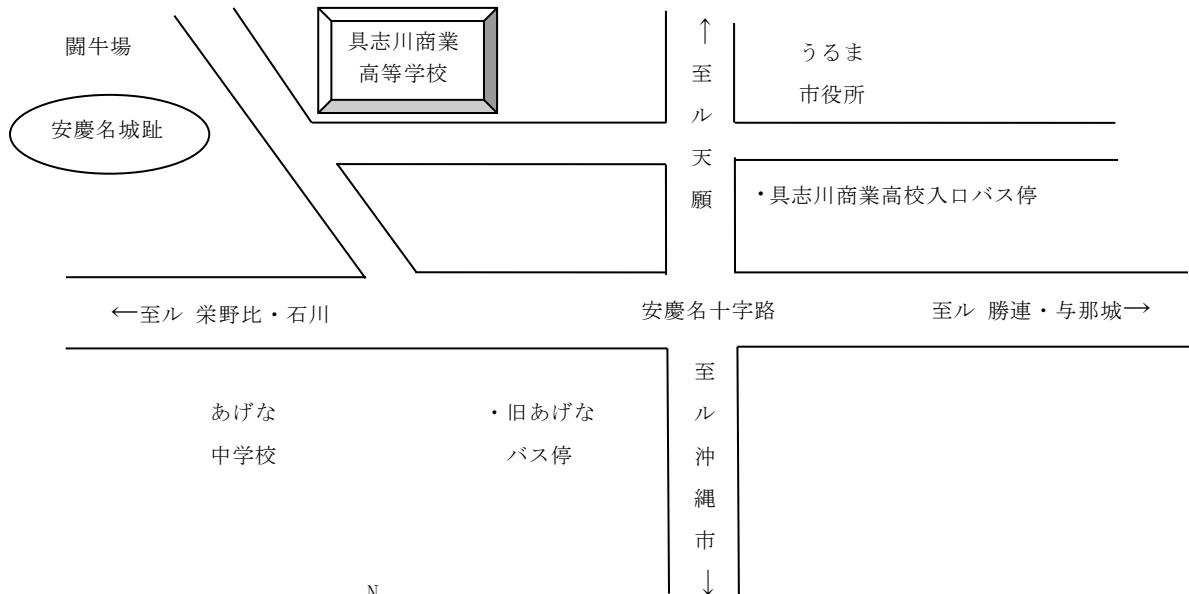 闘牛場
具志川商業
高等学校
↑至ル天願
うるま
市役所
安慶名城趾
・具志川商業高校入口バス停
←至ル 栄野比・石川
安慶名十字路
至ル 勝連・与那城→
至ル沖縄市↓
あげな
中学校
・旧あげな
バス停
N